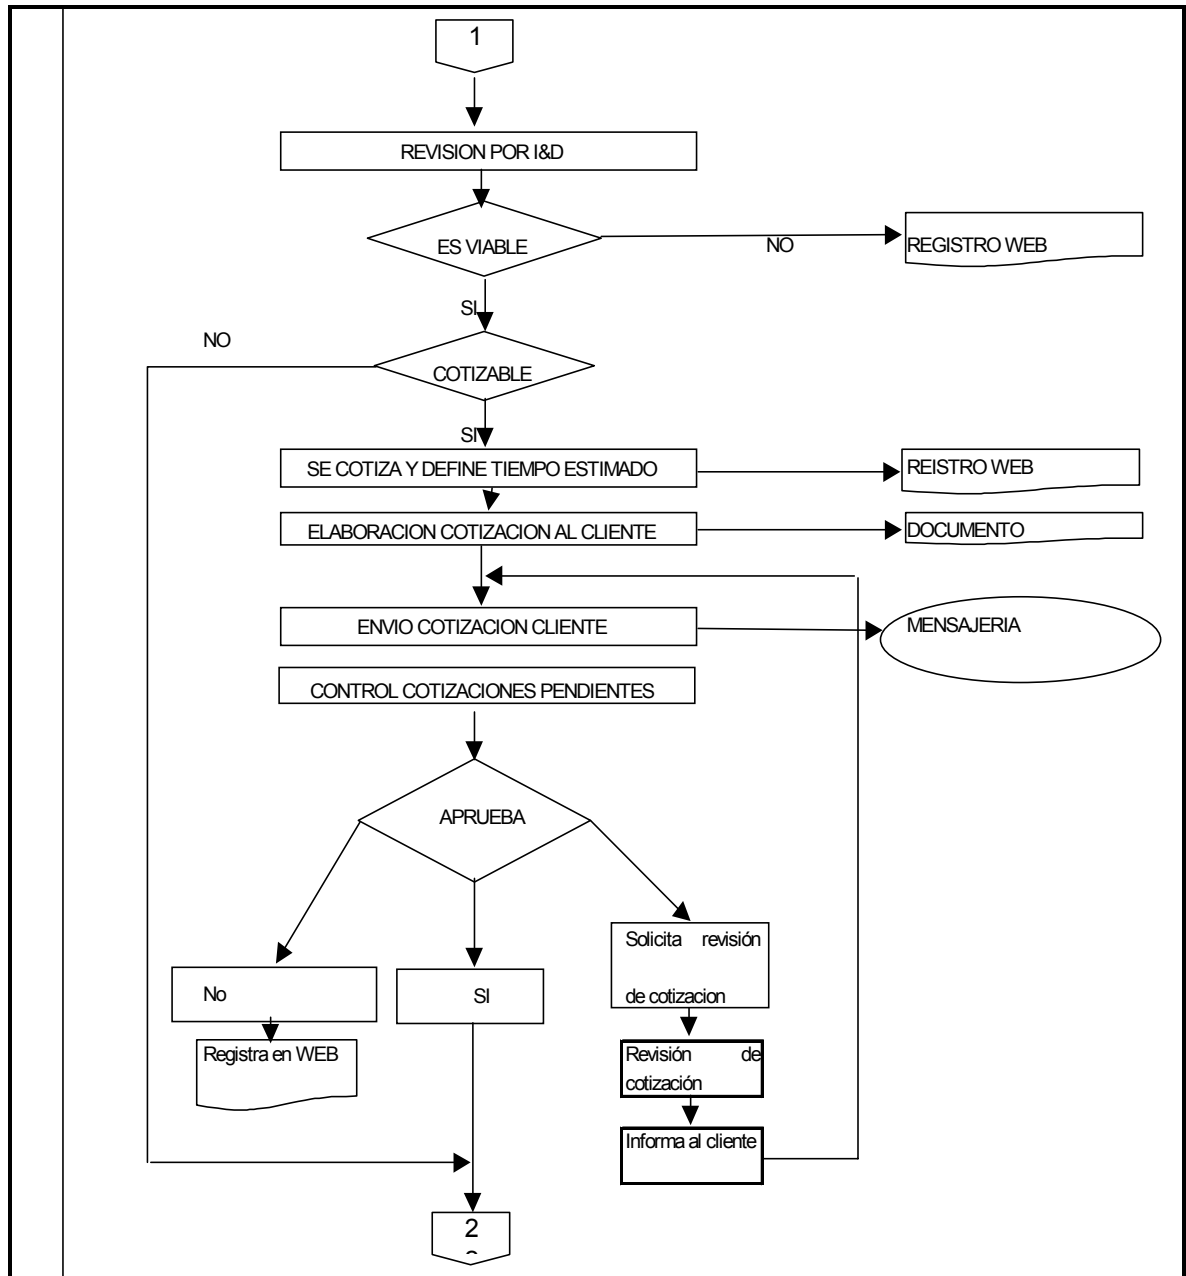 1
REVISION POR I&D
ES VIABLE
NO
REGISTRO WEB
SI
NO
COTIZABLE
SI
SE COTIZA Y DEFINE TIEMPO ESTIMADO
REISTRO WEB
ELABORACION COTIZACION AL CLIENTE
DOCUMENTO
ENVIO COTIZACION CLIENTE
MENSAJERIA
CONTROL COTIZACIONES PENDIENTES
APRUEBA
Solicita revisión
de cotizacion
No
SI
Registra en WEB
Revisión de
cotización
Informa al cliente
2